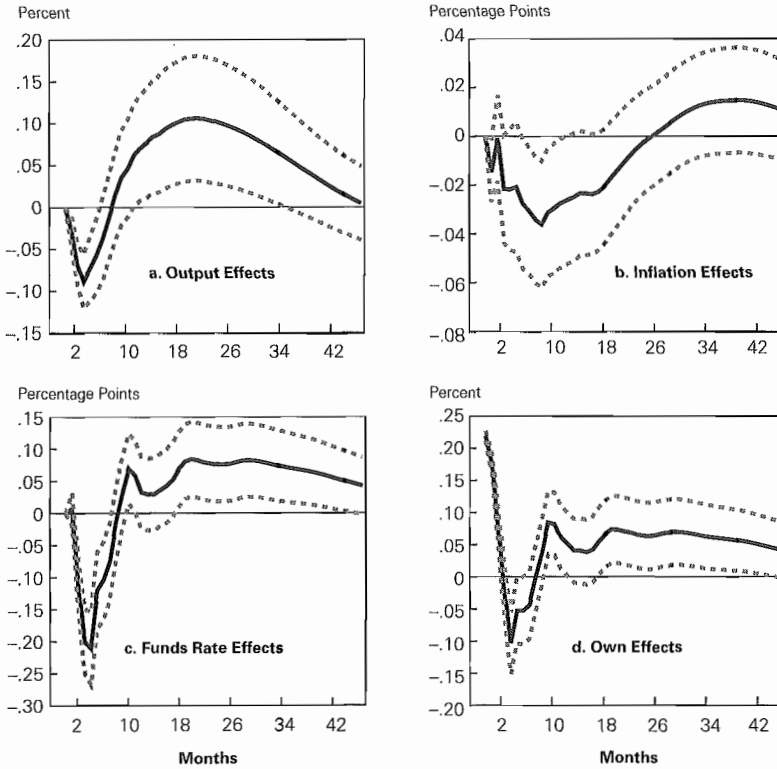 Percent
.20
.15
.10
.05
0
-.05
-.10
-.15
a. Output Effects
2 10 18 26 34 42
Percentage Points
.04
.02
0
-.02
-.04
-.06
-.08
b. Inflation Effects
2 10 18 26 34 42
Percentage Points
.15
.10
.05
0
-.05
-.10
-.15
-.20
-.25
-.30
c. Funds Rate Effects
2 10 18 26 34 42
Months
Percent
.25
.20
.15
.10
.05
0
-.05
-.10
-.15
-.20
d. Own Effects
2 10 18 26 34 42
Months